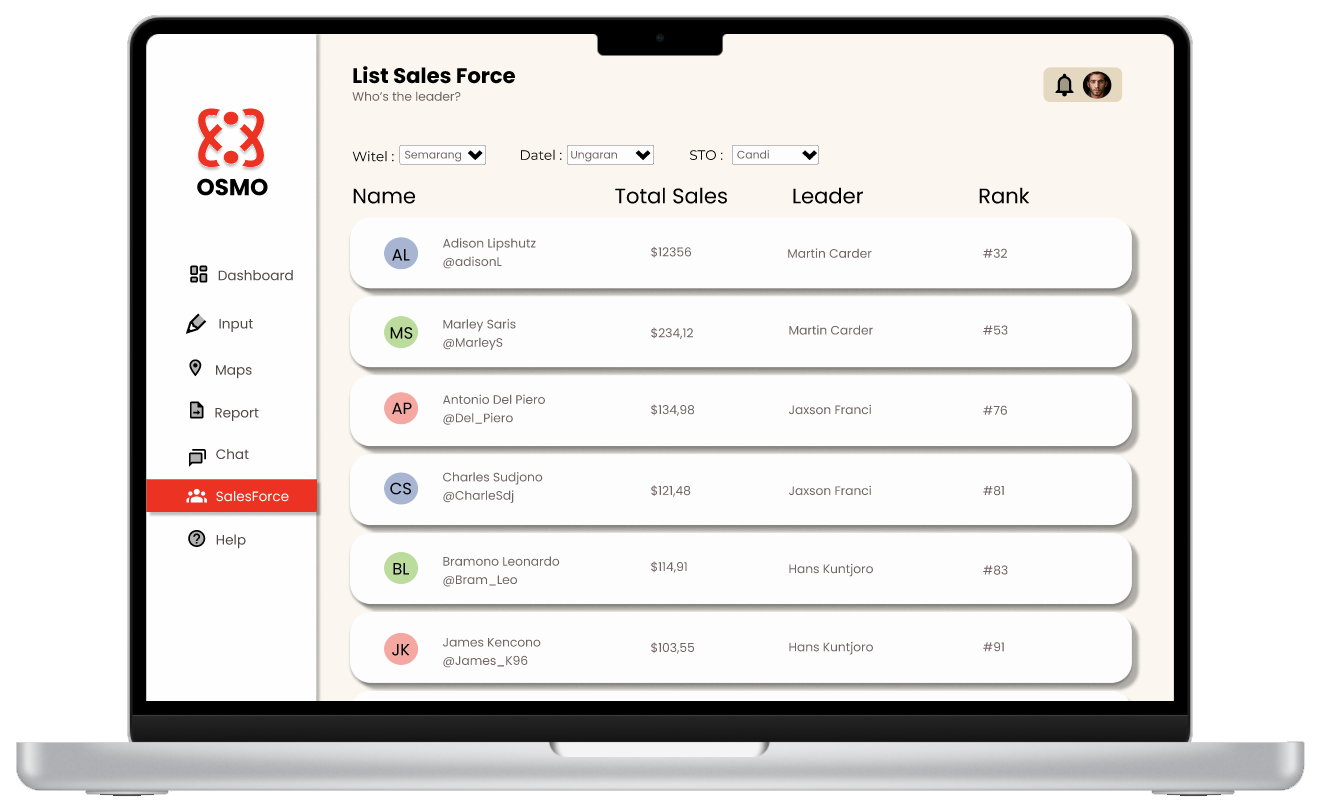 List Sales Force
Who's the leader?
OSMO
Witel : Semarang Datel : Ungaran STO : Candi
Name Total Sales Leader Rank
AL Adison Lipshutz @adisonL $12356 Martin Carder #32
MS Marley Saris @MarleyS $234,12 Martin Carder #53
AP Antonio Del Piero @Del_Piero $134,98 Jaxson Franci #76
CS Charles Sudjono @CharleSdj $121,48 Jaxson Franci #81
BL Bramono Leonardo @Bram_Leo $114,91 Hans Kuntjoro #83
JK James Kencono @James_K96 $103,55 Hans Kuntjoro #91
Dashboard
Input
Maps
Report
Chat
SalesForce
Help